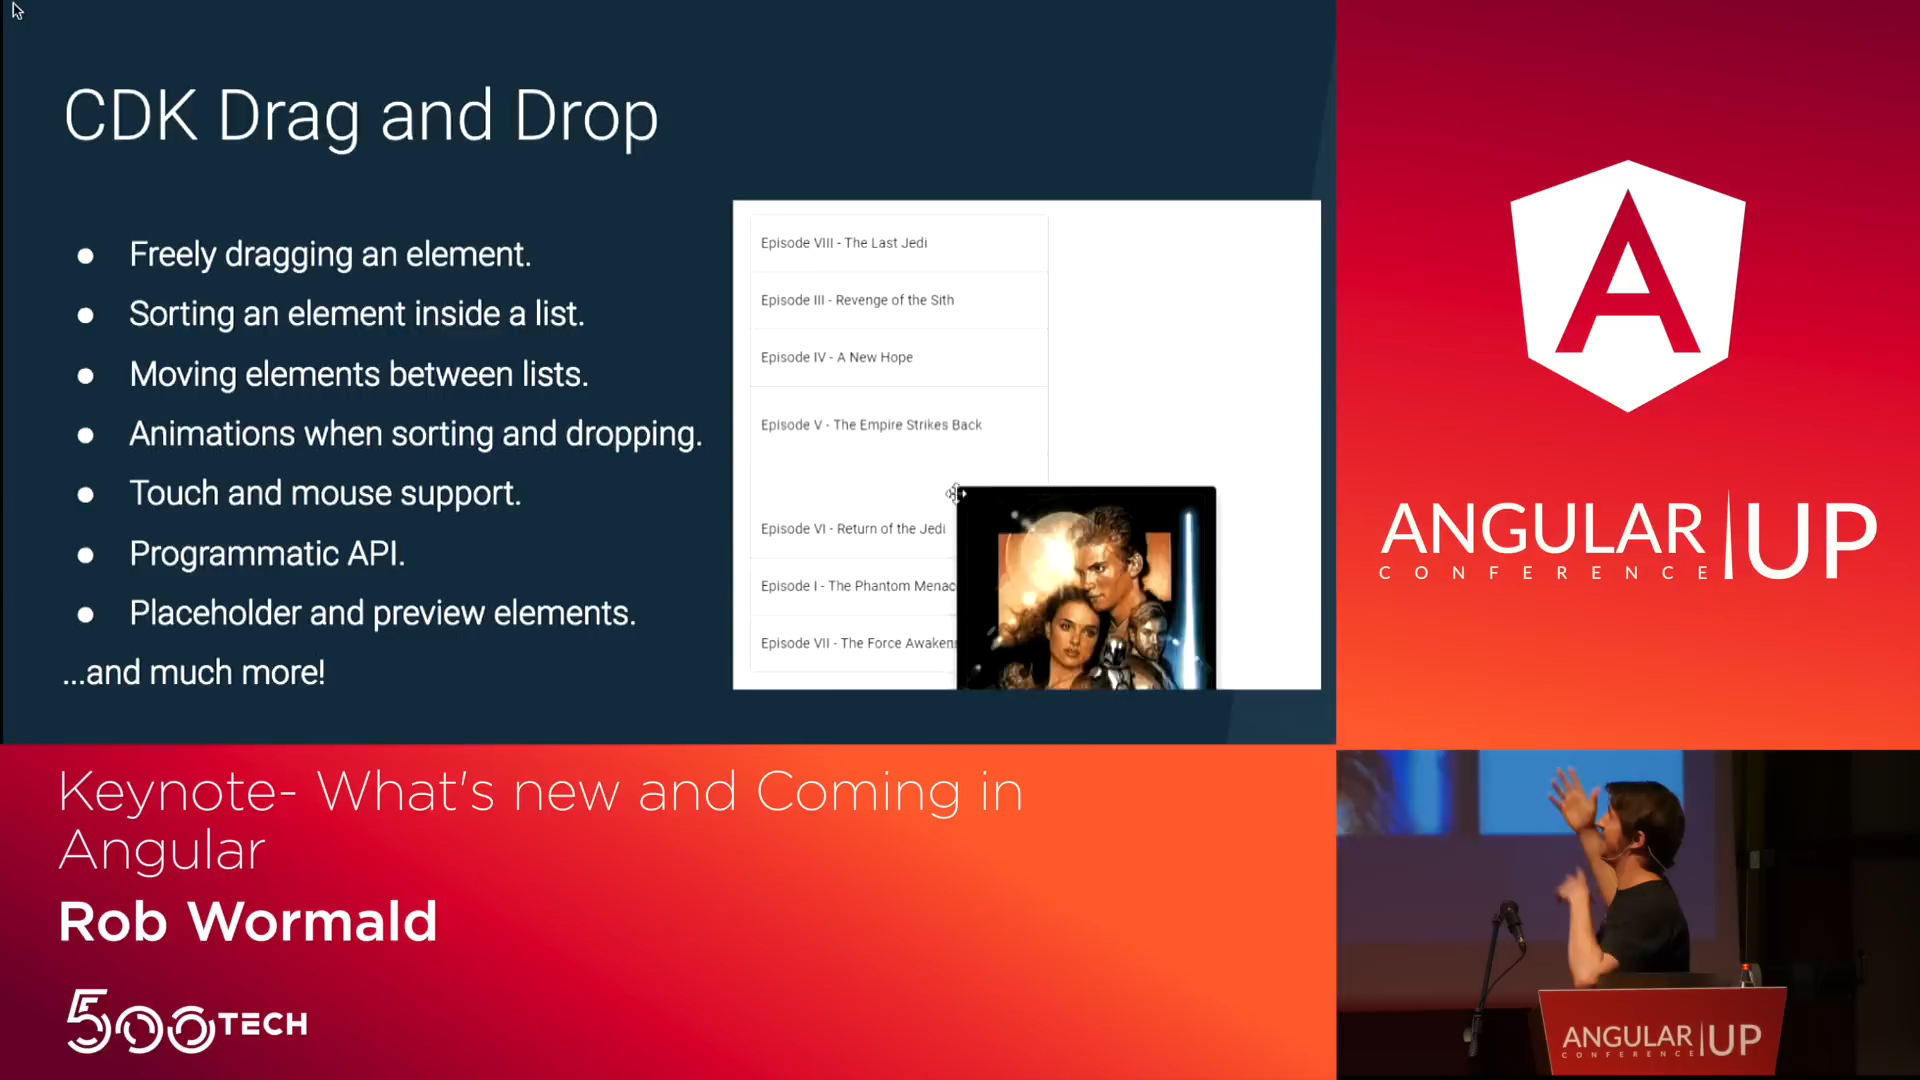 CDK Drag and Drop
● Freely dragging an element.
● Sorting an element inside a list.
● Moving elements between lists.
● Animations when sorting and dropping.
● Touch and mouse support.
● Programmatic API.
● Placeholder and preview elements.
...and much more!
Episode VIII - The Last Jedi
Episode III - Revenge of the Sith
Episode IV - A New Hope
Episode V - The Empire Strikes Back
Episode VI - Return of the Jedi
Episode I - The Phantom Menac
Episode VII - The Force Awaken
ANGULAR UP
CONFERENCE
Keynote- What's new and Coming in
Angular
Rob Wormald
500TECH
ANGULAR UP
CONFERENCE